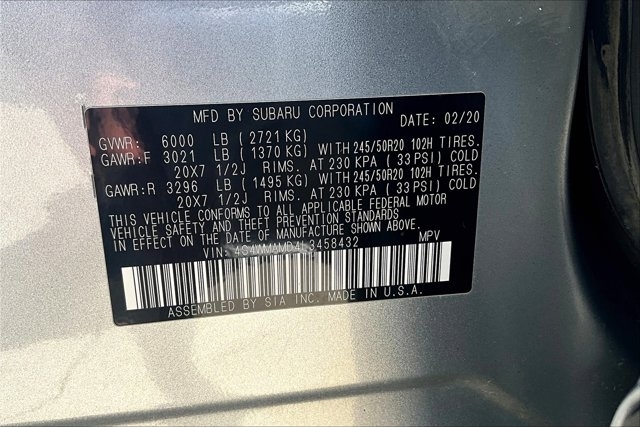 MFD BY SUBARU CORPORATION
DATE: 02/20
GVWR: 6000 LB (2721 KG)
GAWR:F 3021 LB (1370 KG) WITH 245/50R20 102H TIRES.
20X7 1/2J RIMS. AT 230 KPA (33 PSI) COLD
GAWR:R 3296 LB (1495 KG) WITH 245/50R20 102H TIRES.
20X7 1/2J RIMS. AT 230 KPA (33 PSI) COLD
THIS VEHICLE CONFORMS TO ALL APPLICABLE FEDERAL MOTOR
VEHICLE SAFETY AND THEFT PREVENTION STANDARDS
IN EFFECT ON THE DATE OF MANUFACTURE SHOWN ABOVE.
VIN: 4S4WMAMD4L3458432 MPV
ASSEMBLED BY SIA INC. MADE IN U.S.A.